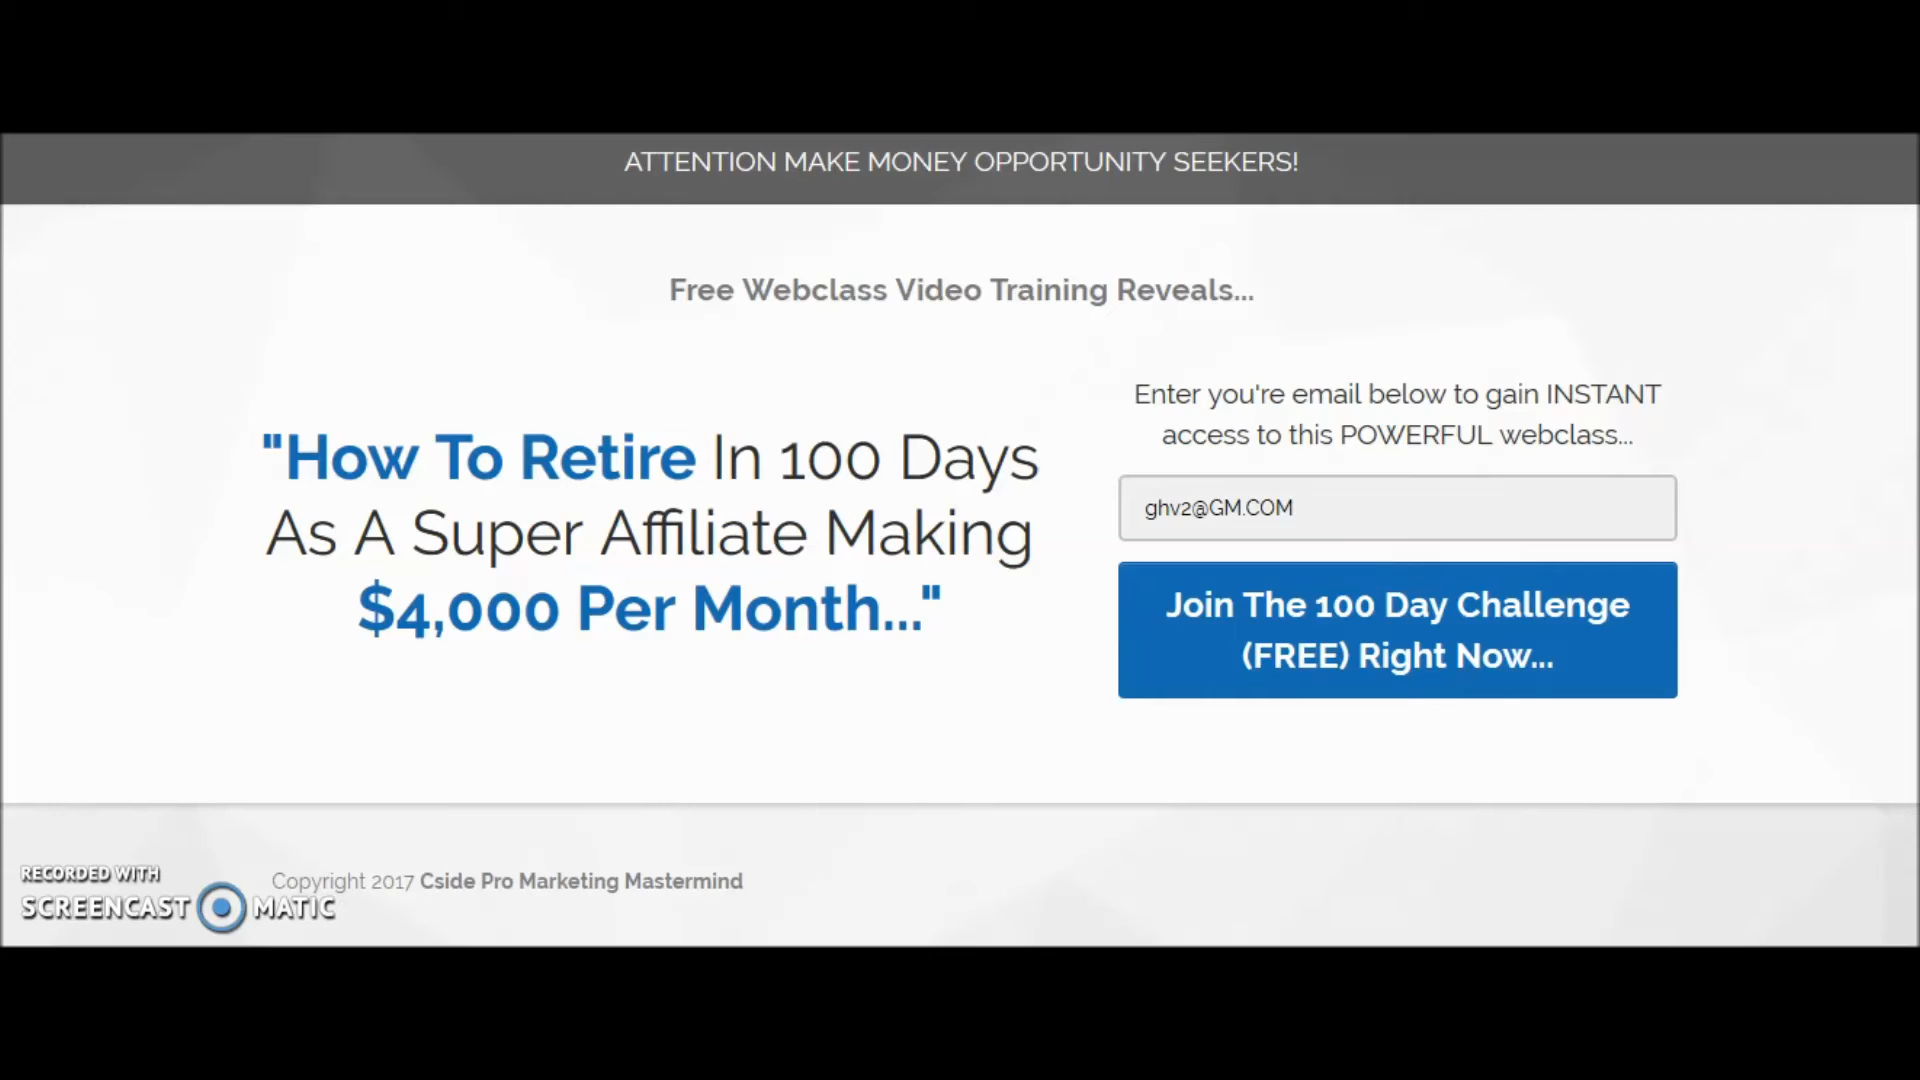 ATTENTION MAKE MONEY OPPORTUNITY SEEKERS!
Free Webclass Video Training Reveals...
"How To Retire In 100 Days
As A Super Affiliate Making
$4,000 Per Month..."
Enter you're email below to gain INSTANT
access to this POWERFUL webclass...
ghv2@GM.COM
Join The 100 Day Challenge
(FREE) Right Now...
Copyright 2017 Cside Pro Marketing Mastermind
RECORDED WITH
SCREENCAST MATIC